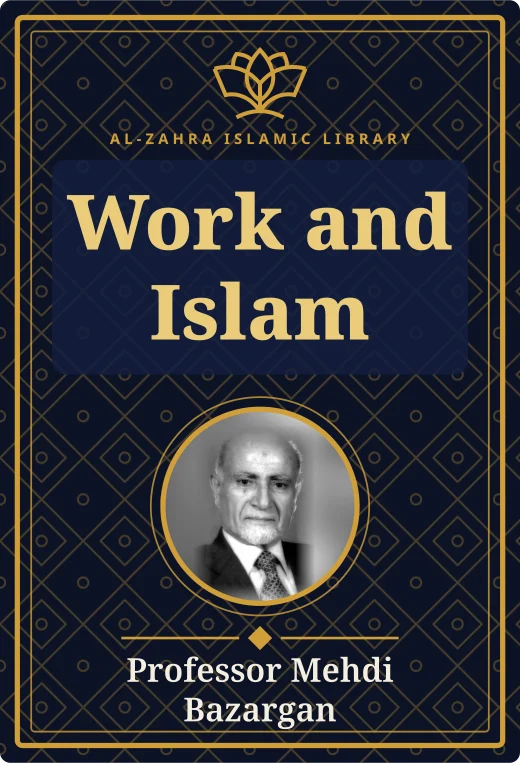 AL-ZAHRA ISLAMIC LIBRARY
Work and
Islam
Professor Mehdi
Bazargan